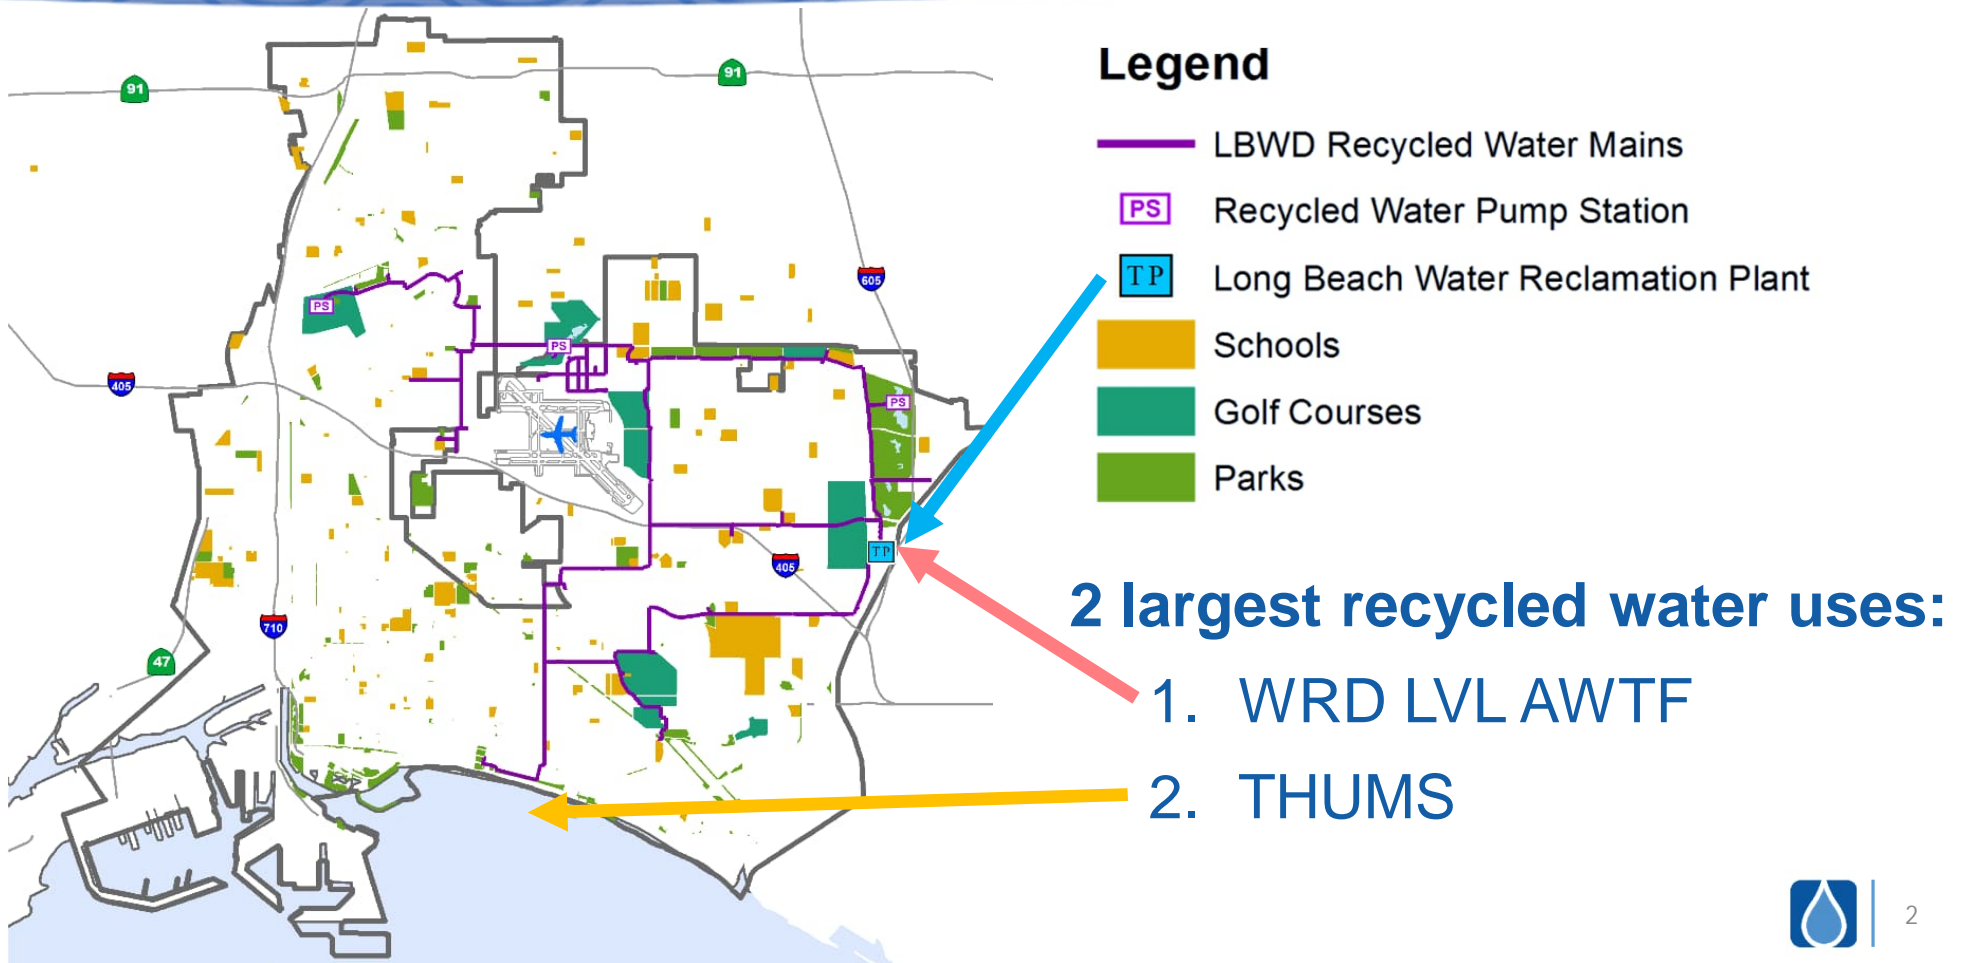 91
91
605
PS
PS
405
PS
TP
405
710
47
Legend
LBWD Recycled Water Mains
PS Recycled Water Pump Station
TP Long Beach Water Reclamation Plant
Schools
Golf Courses
Parks
2 largest recycled water uses:
1. WRD LVL AWTF
2. THUMS
2